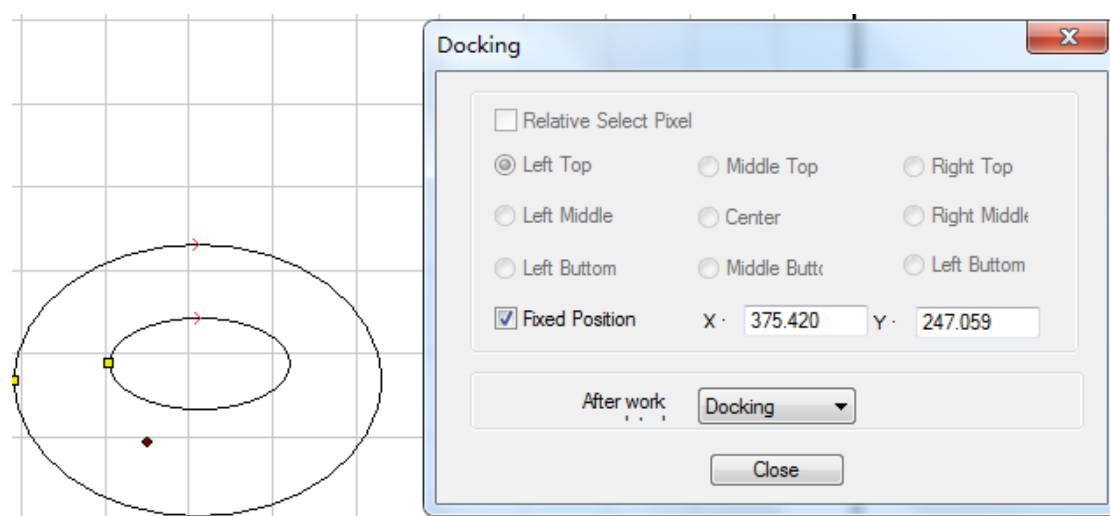 Docking
Relative Select Pixel
Left Top Middle Top Right Top
Left Middle Center Right Middle
Left Buttom Middle Butto Left Buttom
Fixed Position X · 375.420 Y · 247.059
After work Docking
Close